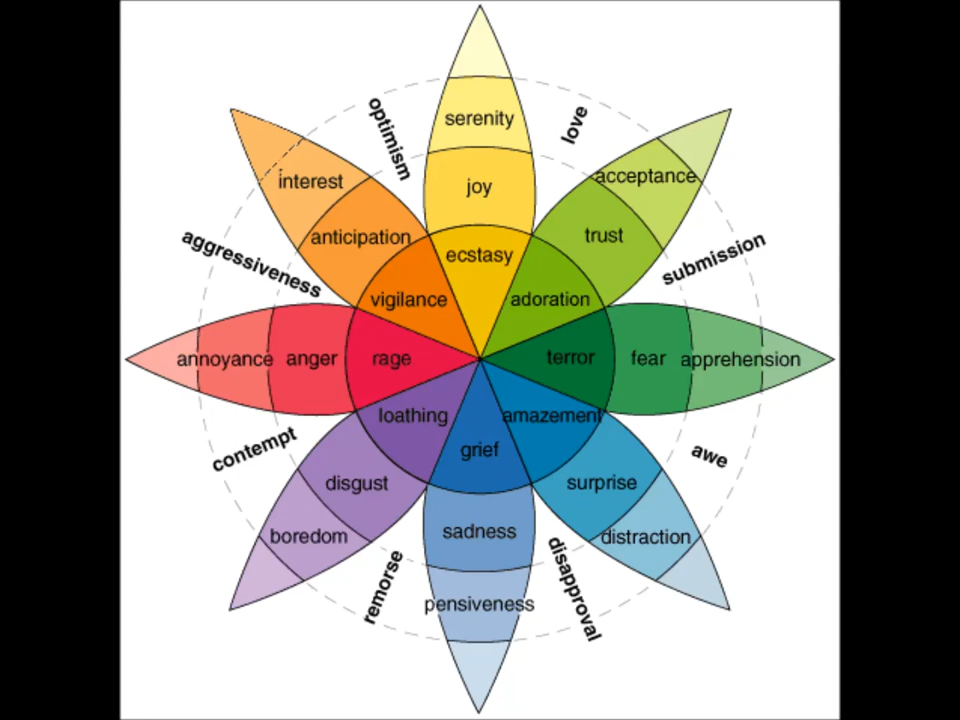 serenity
joy
ecstasy
optimism
love
interest
anticipation
vigilance
acceptance
trust
adoration
aggressiveness
submission
annoyance
anger
rage
terror
fear
apprehension
loathing
disgust
boredom
amazement
surprise
distraction
contempt
awe
grief
sadness
pensiveness
remorse
disapproval